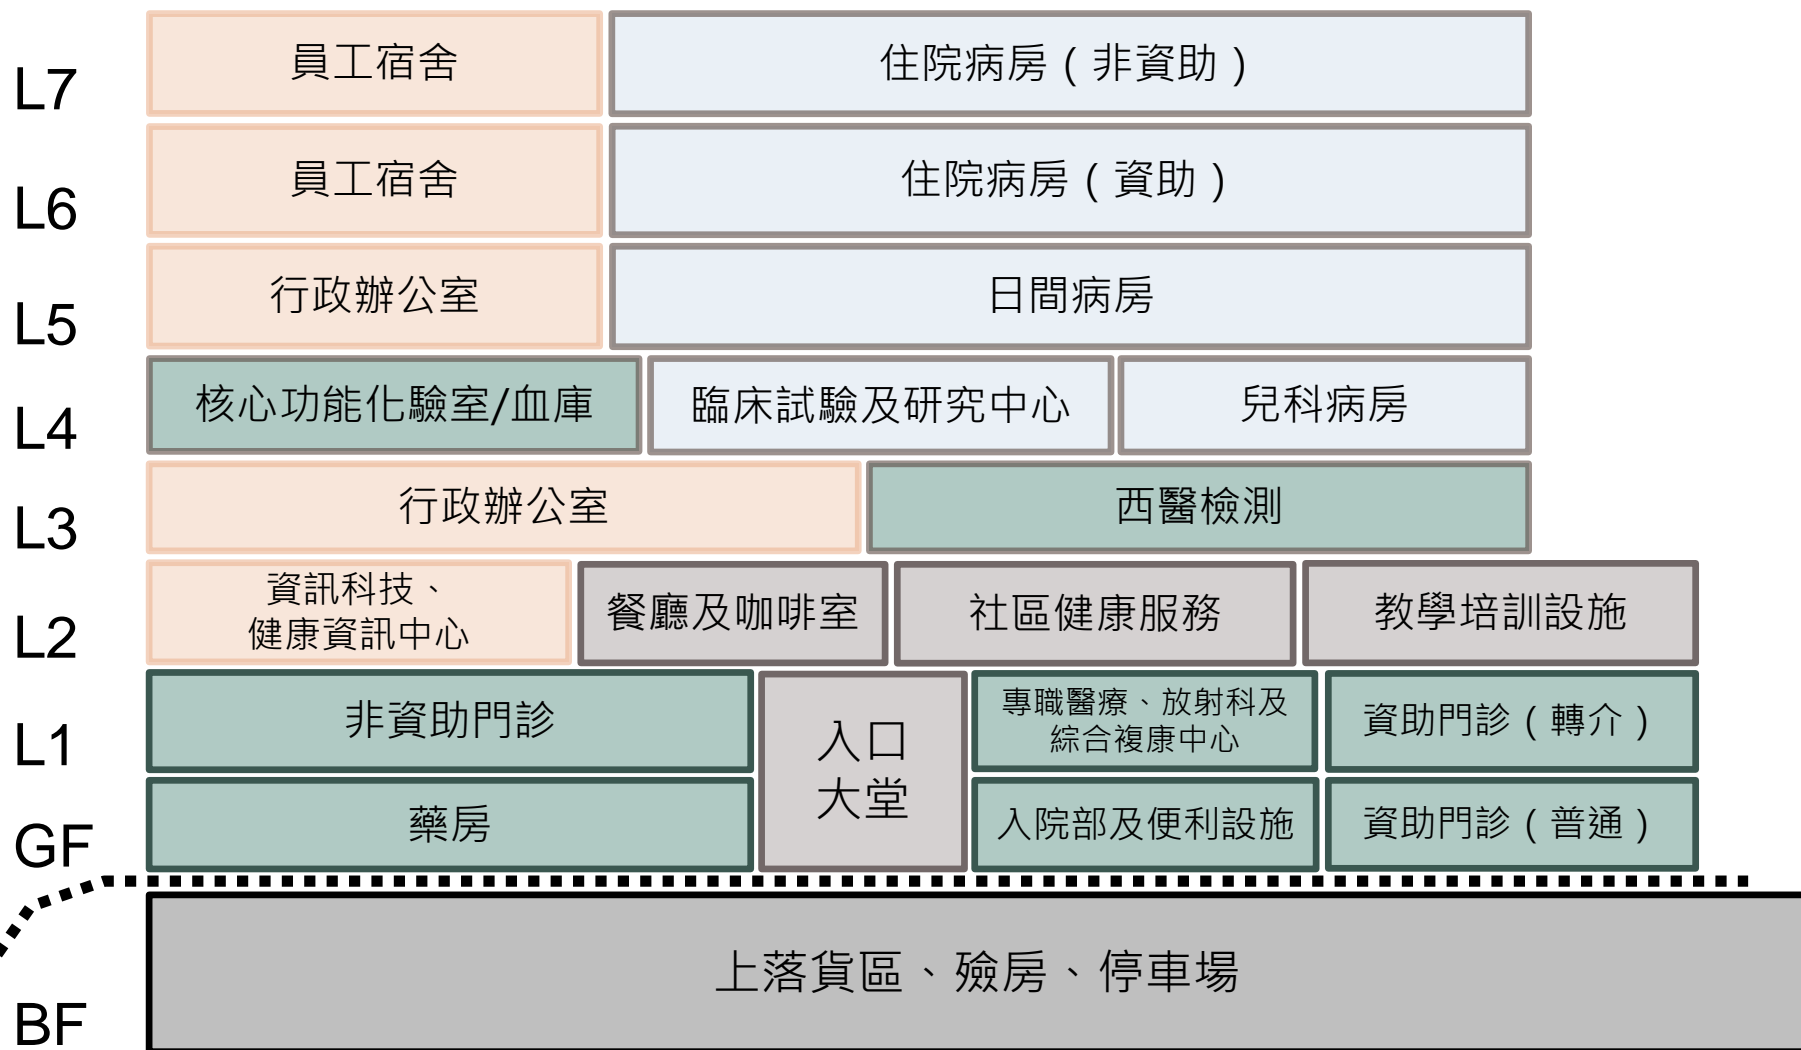 L7
員工宿舍
住院病房（非資助）
L6
員工宿舍
住院病房（資助）
L5
行政辦公室
日間病房
L4
核心功能化驗室/血庫
臨床試驗及研究中心
兒科病房
L3
行政辦公室
西醫檢測
L2
資訊科技、
健康資訊中心
餐廳及咖啡室
社區健康服務
教學培訓設施
L1
非資助門診
入口
大堂
專職醫療、放射科及
綜合複康中心
資助門診（轉介）
GF
藥房
入院部及便利設施
資助門診（普通）
BF
上落貨區、殮房、停車場